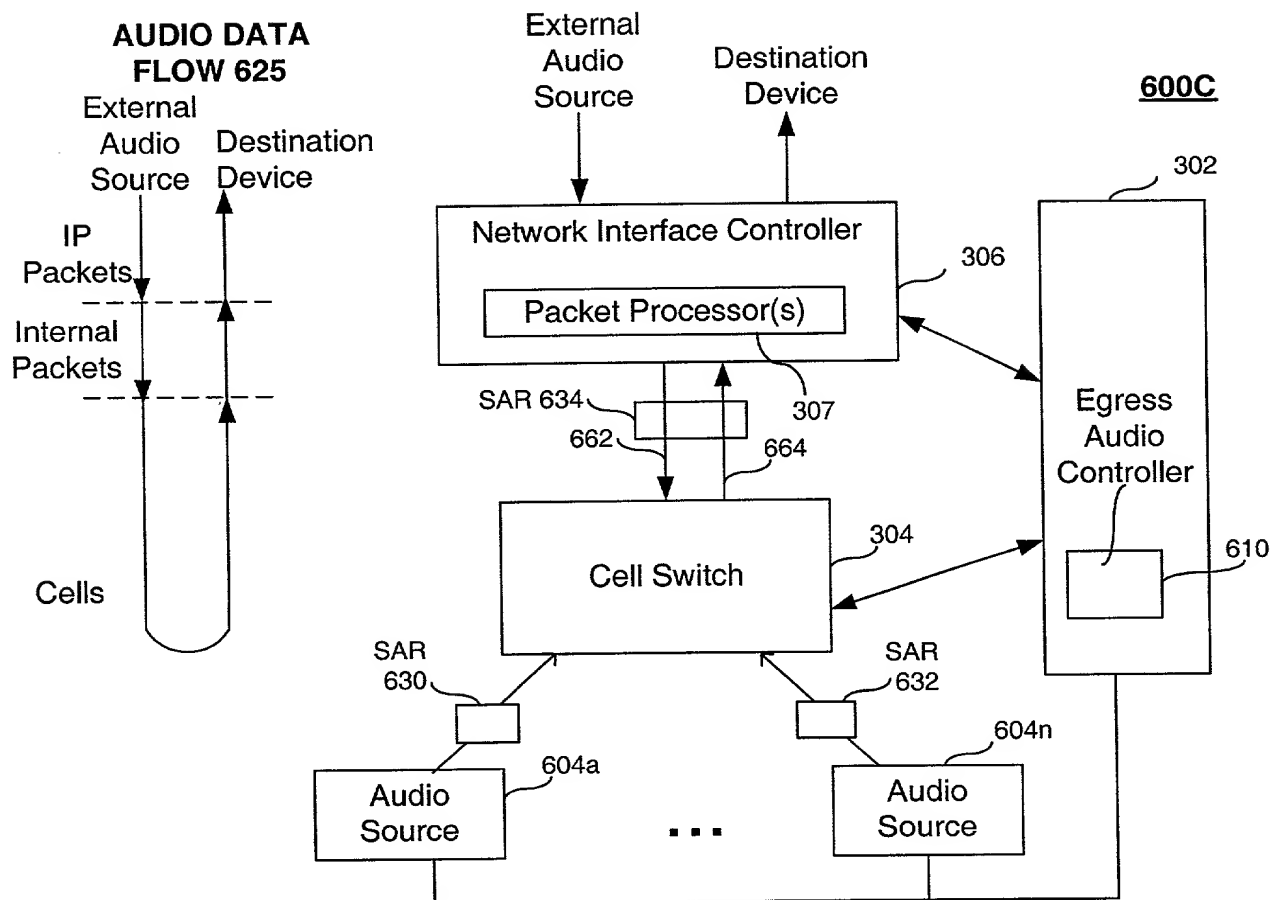 AUDIO DATA
FLOW 625
External
Audio
Source
Destination
Device
IP
Packets
Internal
Packets
Cells
External
Audio
Source
Destination
Device
600C
302
Network Interface Controller
306
Packet Processor(s)
307
SAR 634
662
664
Egress
Audio
Controller
610
Cell Switch
304
SAR
630
SAR
632
604a
604n
Audio
Source
...
Audio
Source